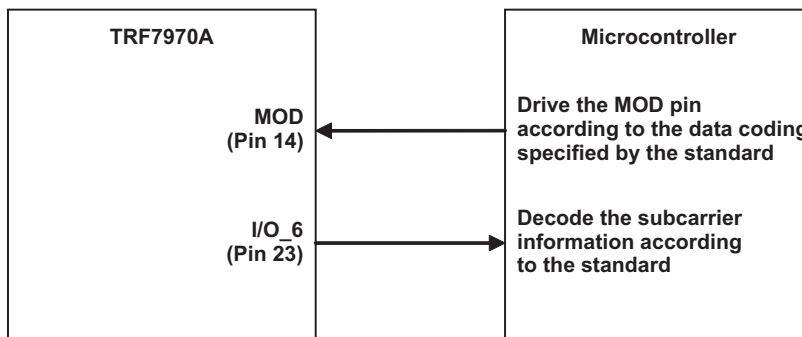 TRF7970A
Microcontroller
MOD
(Pin 14)
Drive the MOD pin
according to the data coding
specified by the standard
I/O_6
(Pin 23)
Decode the subcarrier
information according
to the standard